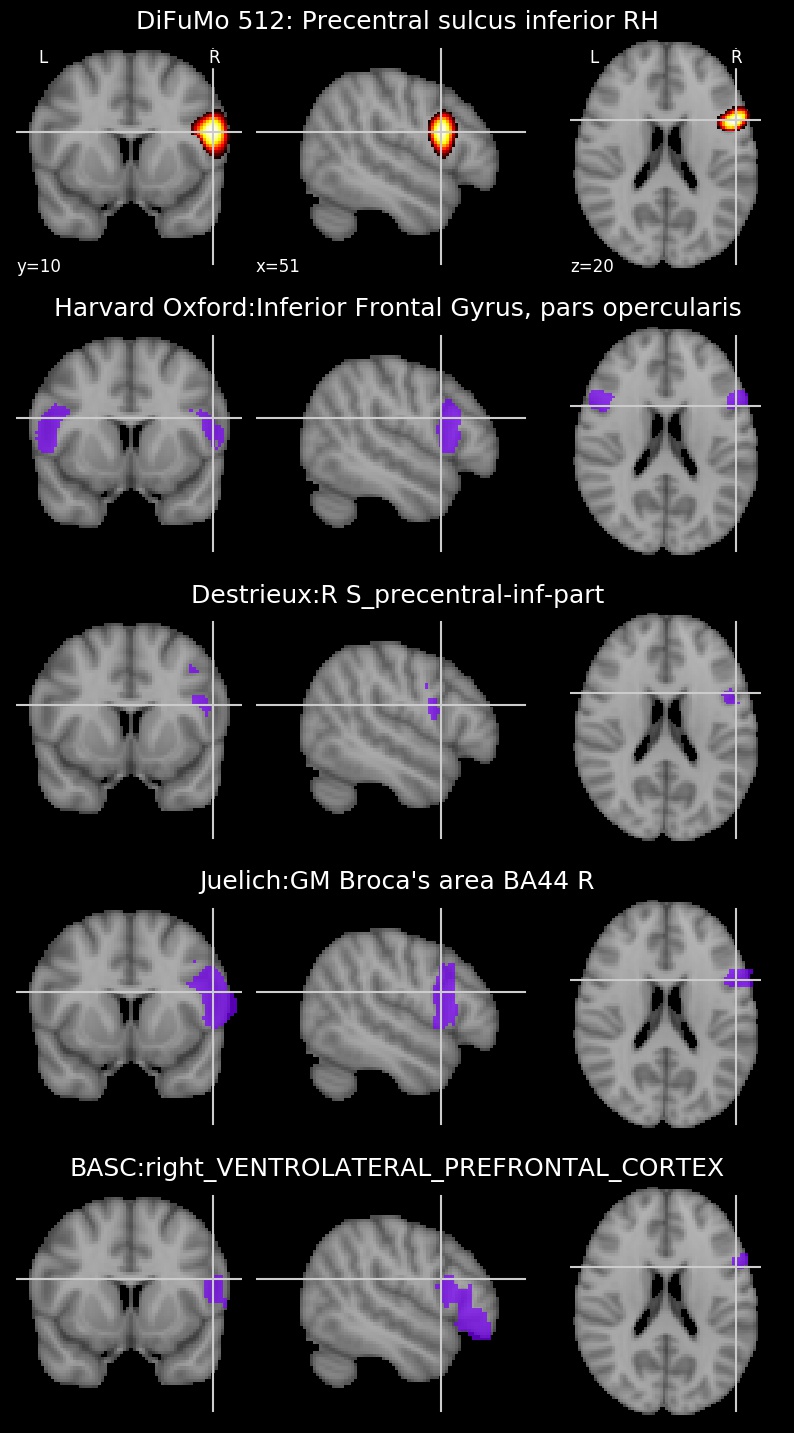 DiFuMo 512: Precentral sulcus inferior RH
L R L R
y=10 x=51 z=20
Harvard Oxford:Inferior Frontal Gyrus, pars opercularis
Destrieux:R S_precentral-inf-part
Juelich:GM Broca's area BA44 R
BASC:right_VENTROLATERAL_PREFRONTAL_CORTEX